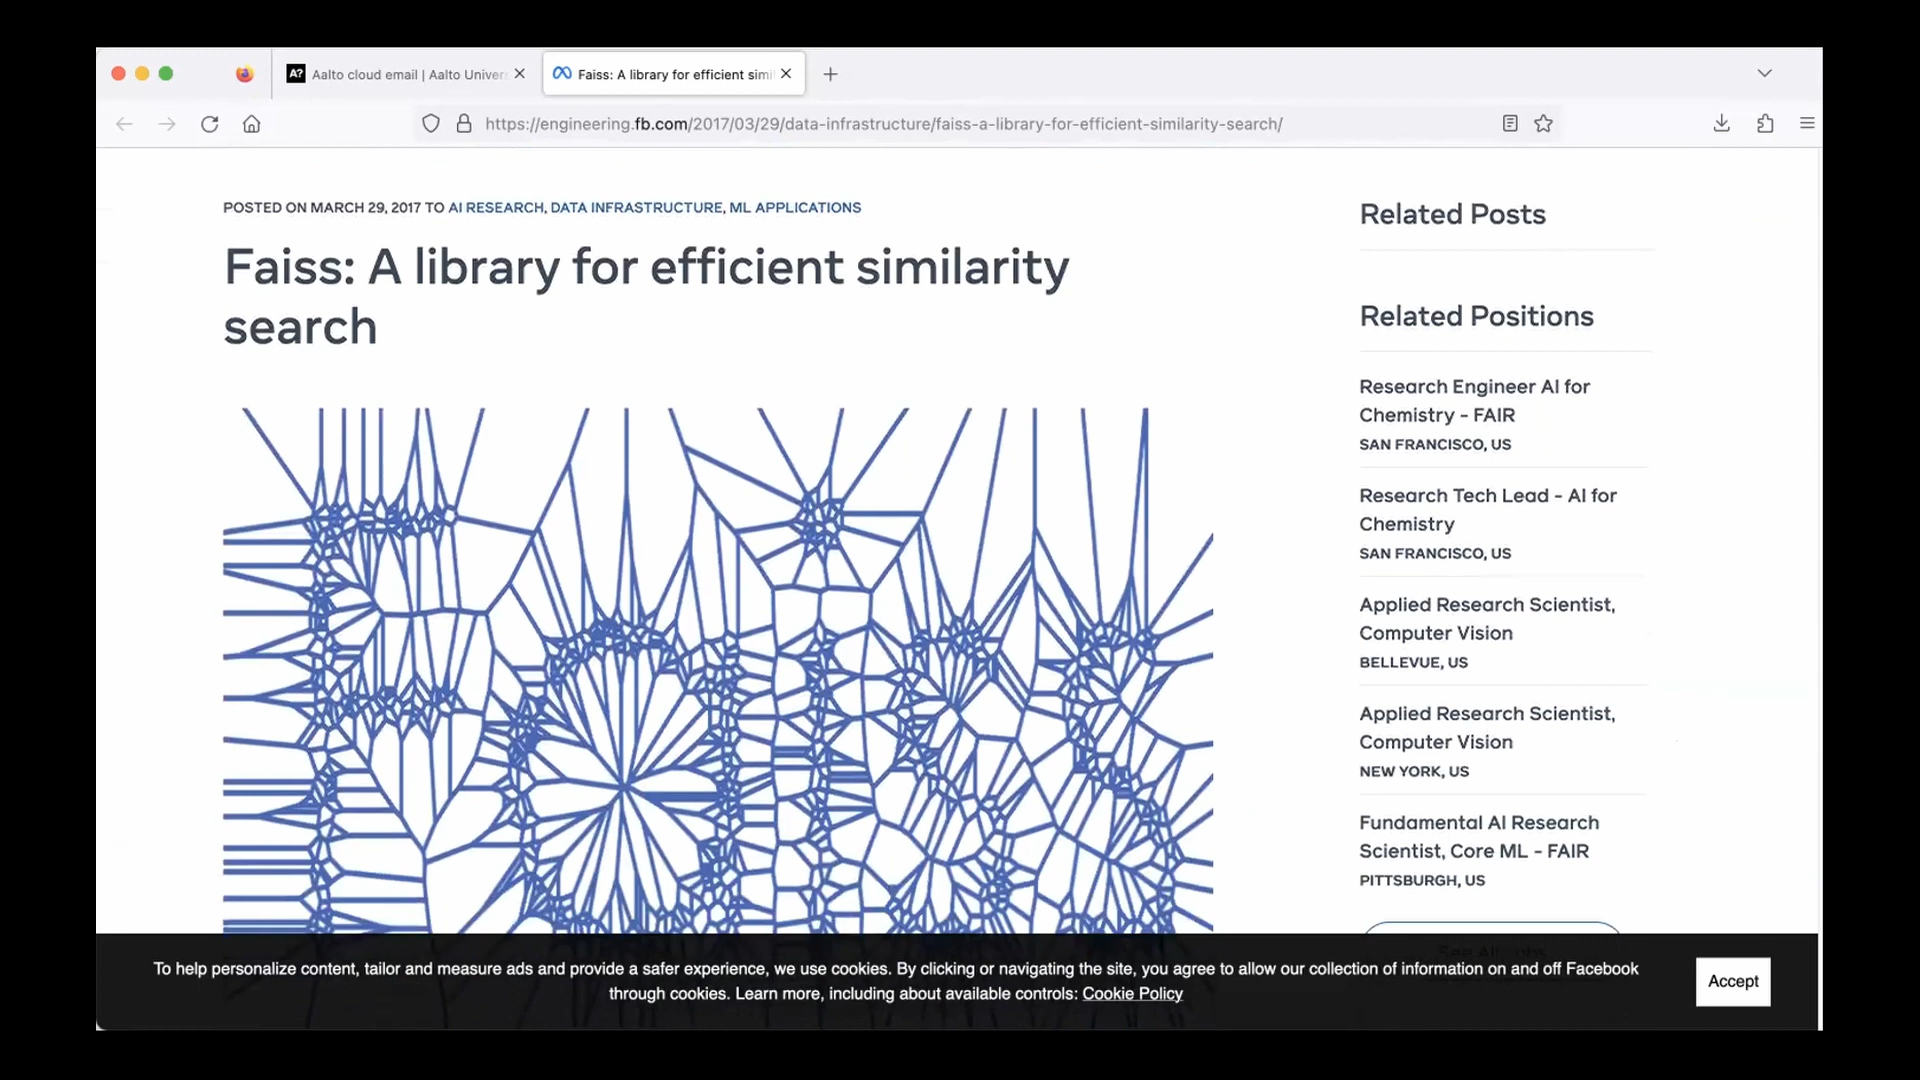 A? Aalto cloud email | Aalto Univer
Faiss: A library for efficient simi
https://engineering.fb.com/2017/03/29/data-infrastructure/faiss-a-library-for-efficient-similarity-search/
POSTED ON MARCH 29, 2017 TO AI RESEARCH, DATA INFRASTRUCTURE, ML APPLICATIONS
Faiss: A library for efficient similarity
search
Related Posts
Related Positions
Research Engineer AI for
Chemistry - FAIR
SAN FRANCISCO, US
Research Tech Lead - AI for
Chemistry
SAN FRANCISCO, US
Applied Research Scientist,
Computer Vision
BELLEVUE, US
Applied Research Scientist,
Computer Vision
NEW YORK, US
Fundamental AI Research
Scientist, Core ML - FAIR
PITTSBURGH, US
To help personalize content, tailor and measure ads and provide a safer experience, we use cookies. By clicking or navigating the site, you agree to allow our collection of information on and off Facebook
through cookies. Learn more, including about available controls: Cookie Policy
Accept